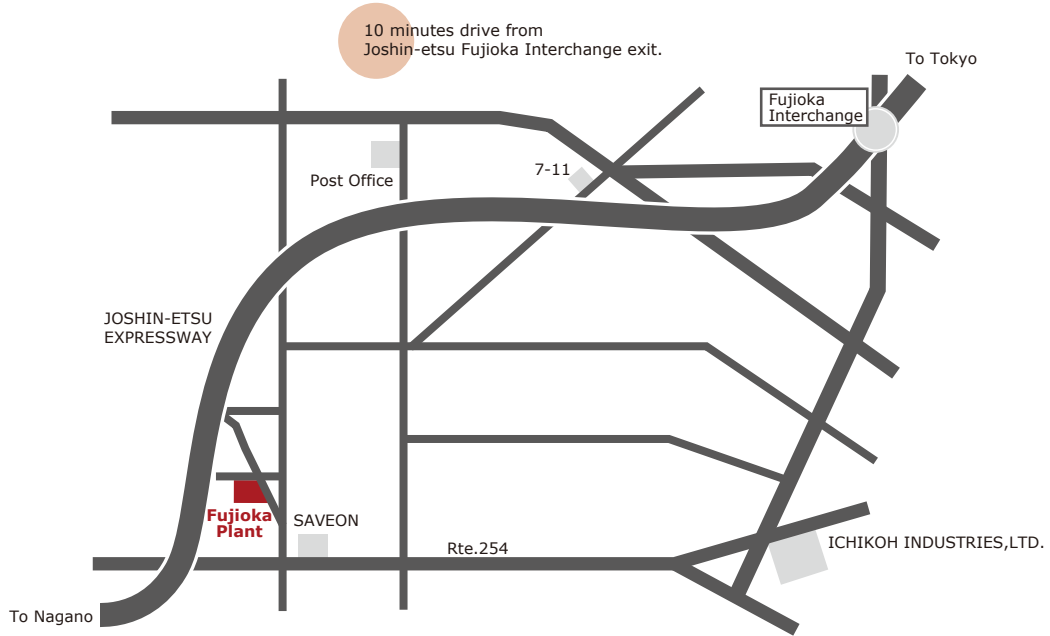 10 minutes drive from
Joshin-etsu Fujioka Interchange exit.
To Tokyo
Fujioka
Interchange
7-11
Post Office
JOSHIN-ETSU
EXPRESSWAY
Fujioka
Plant
SAVEON
Rte.254
ICHIKOH INDUSTRIES,LTD.
To Nagano